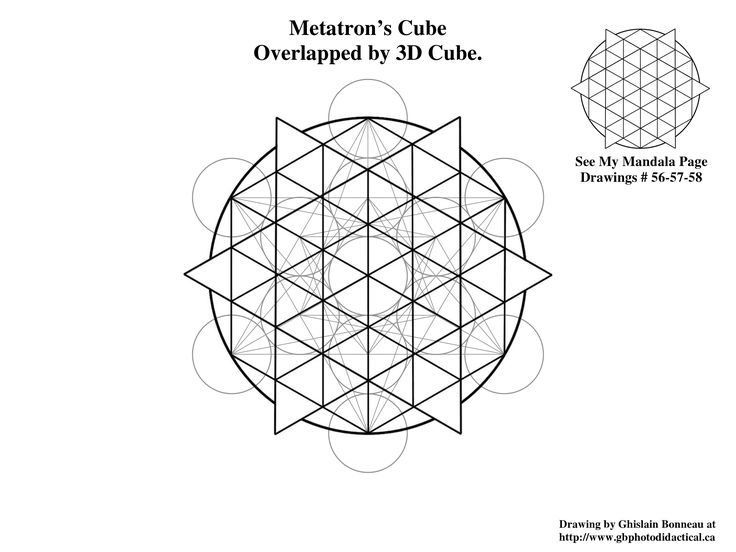 Metatron’s Cube
Overlapped by 3D Cube.
See My Mandala Page
Drawings # 56-57-58
Drawing by Ghislain Bonneau at
http://www.gbphotodidactical.ca